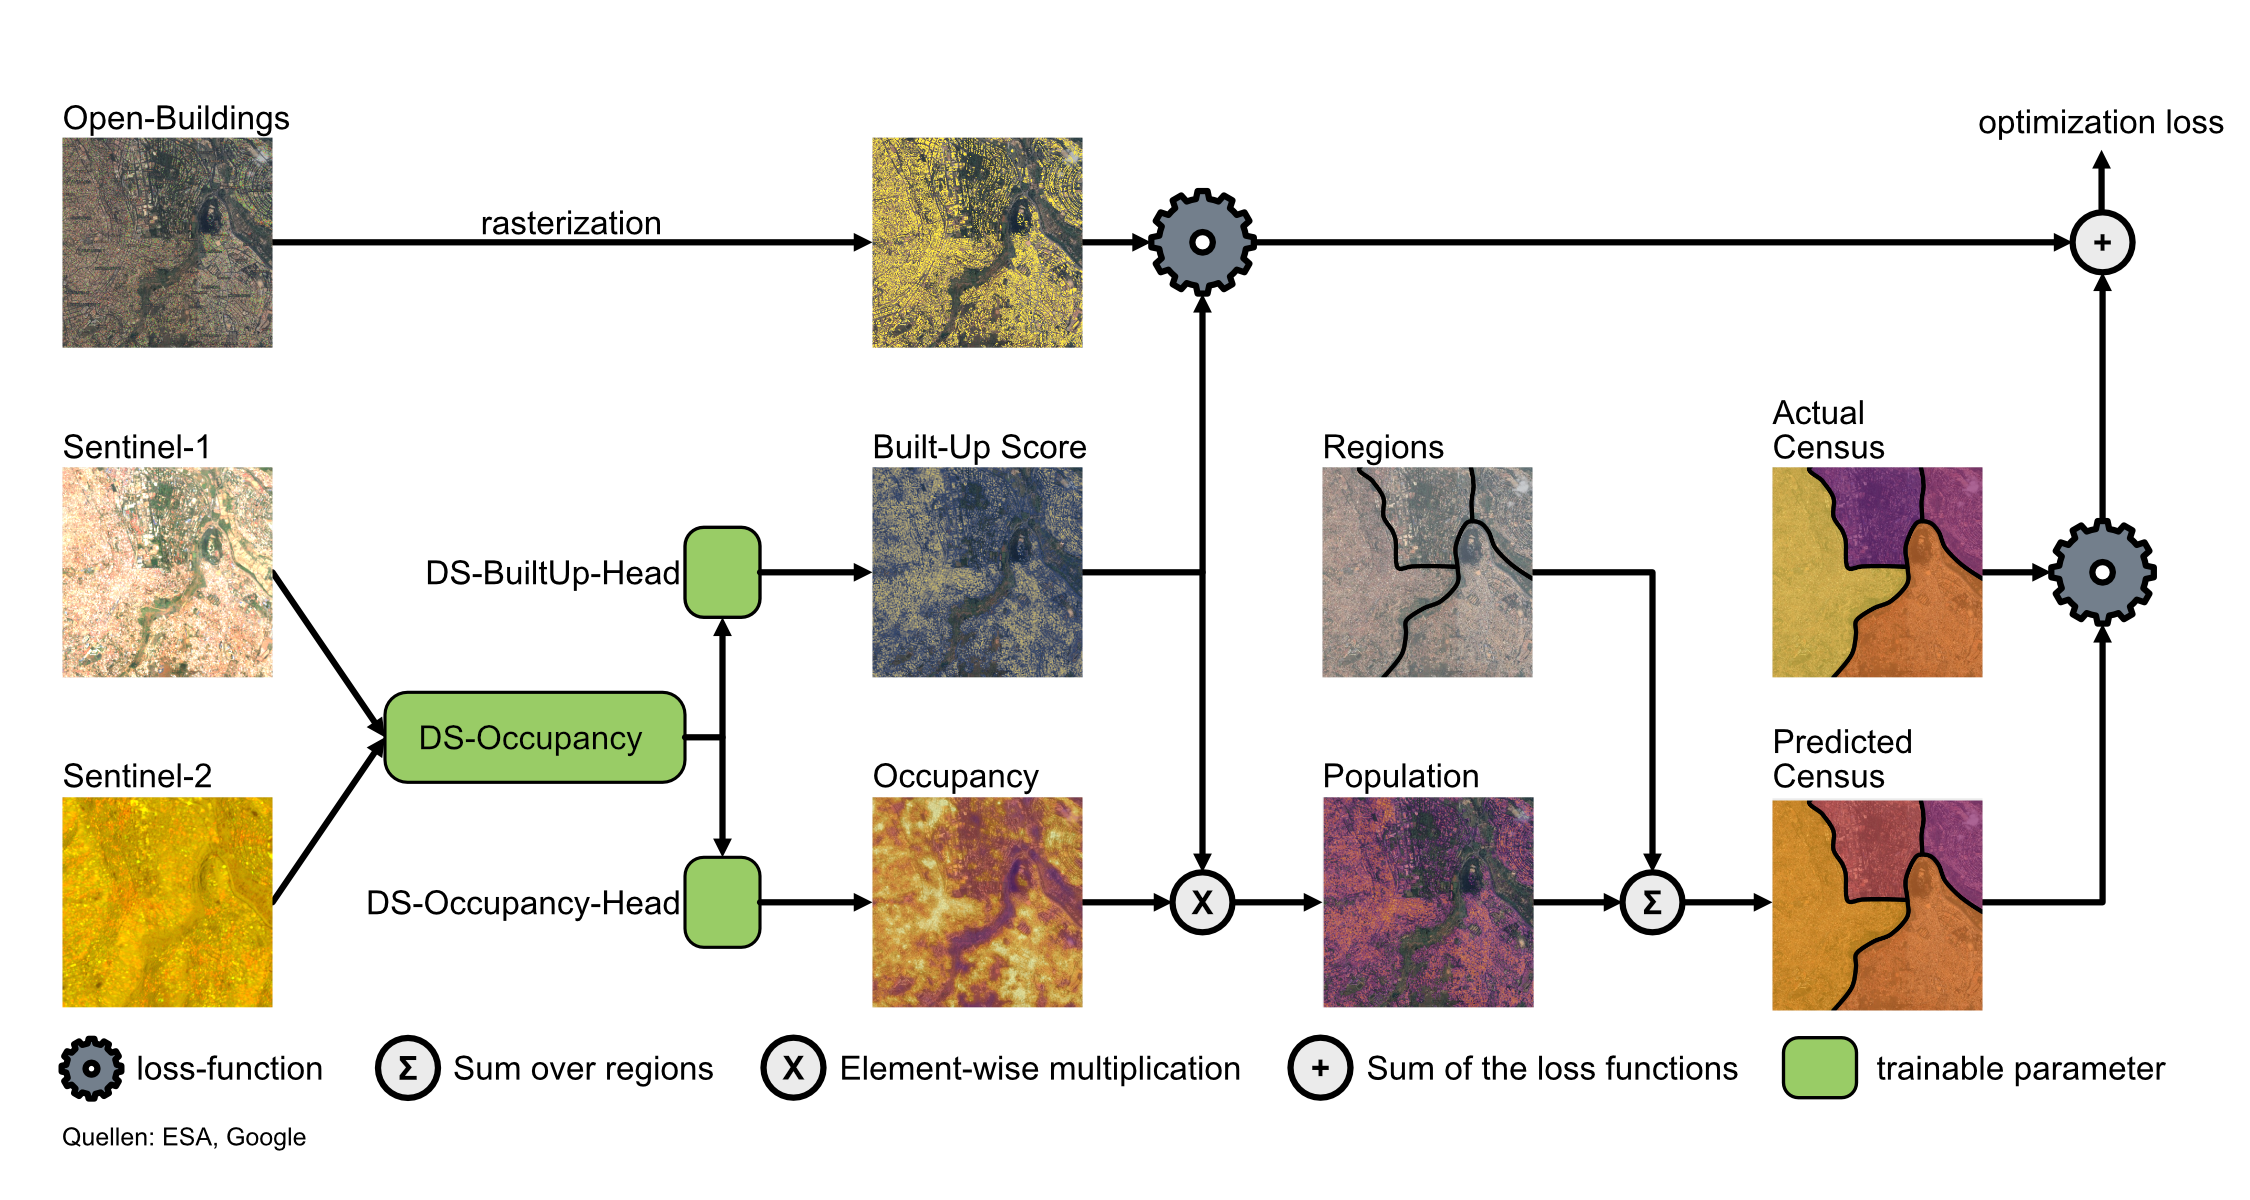 Open-Buildings
optimization loss
rasterization
+
Actual
Census
Sentinel-1
Built-Up Score
Regions
DS-BuiltUp-Head
DS-Occupancy
Predicted
Census
Sentinel-2
Occupancy
Population
DS-Occupancy-Head
X
Σ
loss-function
Σ Sum over regions
X Element-wise multiplication
+ Sum of the loss functions
trainable parameter
Quellen: ESA, Google